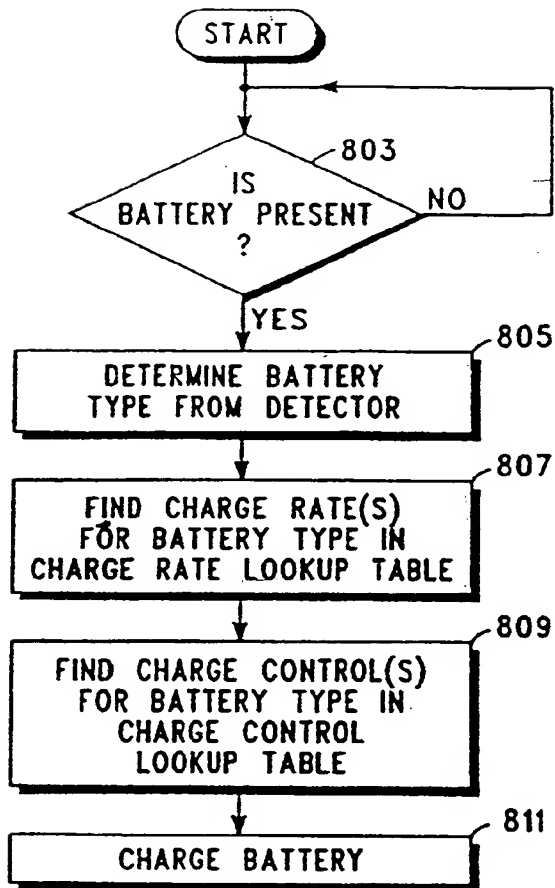 START
803
IS
BATTERY PRESENT
?
NO
YES
805
DETERMINE BATTERY
TYPE FROM DETECTOR
807
FIND CHARGE RATE(S)
FOR BATTERY TYPE IN
CHARGE RATE LOOKUP TABLE
809
FIND CHARGE CONTROL(S)
FOR BATTERY TYPE IN
CHARGE CONTROL
LOOKUP TABLE
811
CHARGE BATTERY